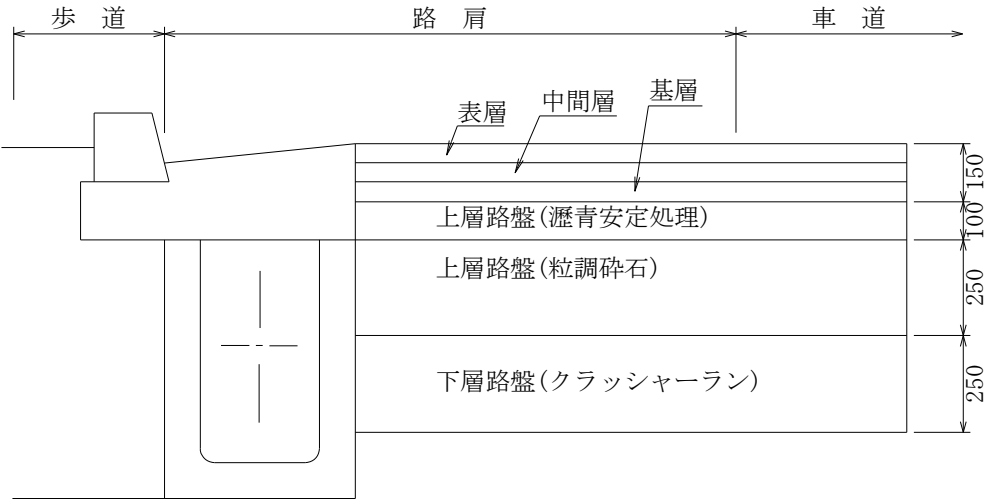 歩 道
路 肩
車 道
表層
中間層
基層
150
上層路盤(瀝青安定処理)
100
上層路盤(粒調砕石)
250
下層路盤(クラッシャーラン)
250